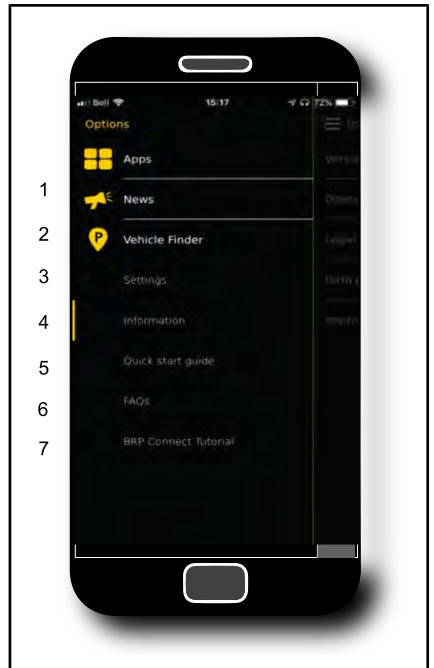 Bell 15:17 72%
Options
Apps
1 News
2 Vehicle Finder
3 Settings
4 Information
5 Quick start guide
6 FAQs
7 BRP Connect Tutorial
P